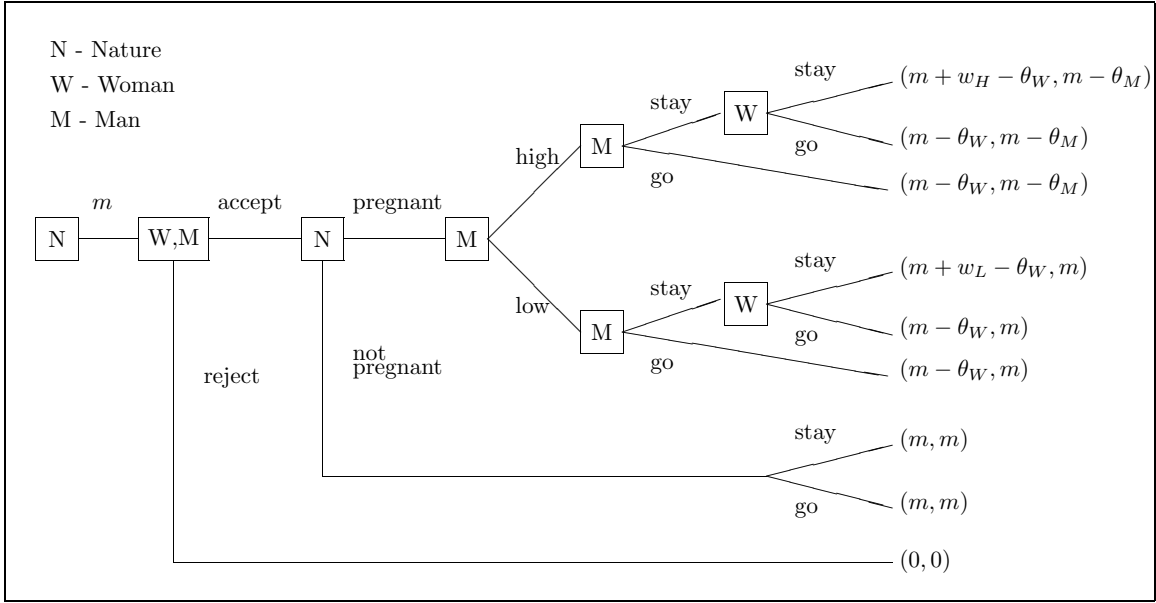 N - Nature
W - Woman
M - Man
stay
(m + w_H − θ_W, m − θ_M)
stay
W
go
(m − θ_W, m − θ_M)
high
M
go
(m − θ_W, m − θ_M)
m
accept
pregnant
N
W,M
N
M
stay
(m + w_L − θ_W, m)
stay
W
low
M
go
(m − θ_W, m)
go
(m − θ_W, m)
not
pregnant
reject
stay
(m, m)
go
(m, m)
(0, 0)